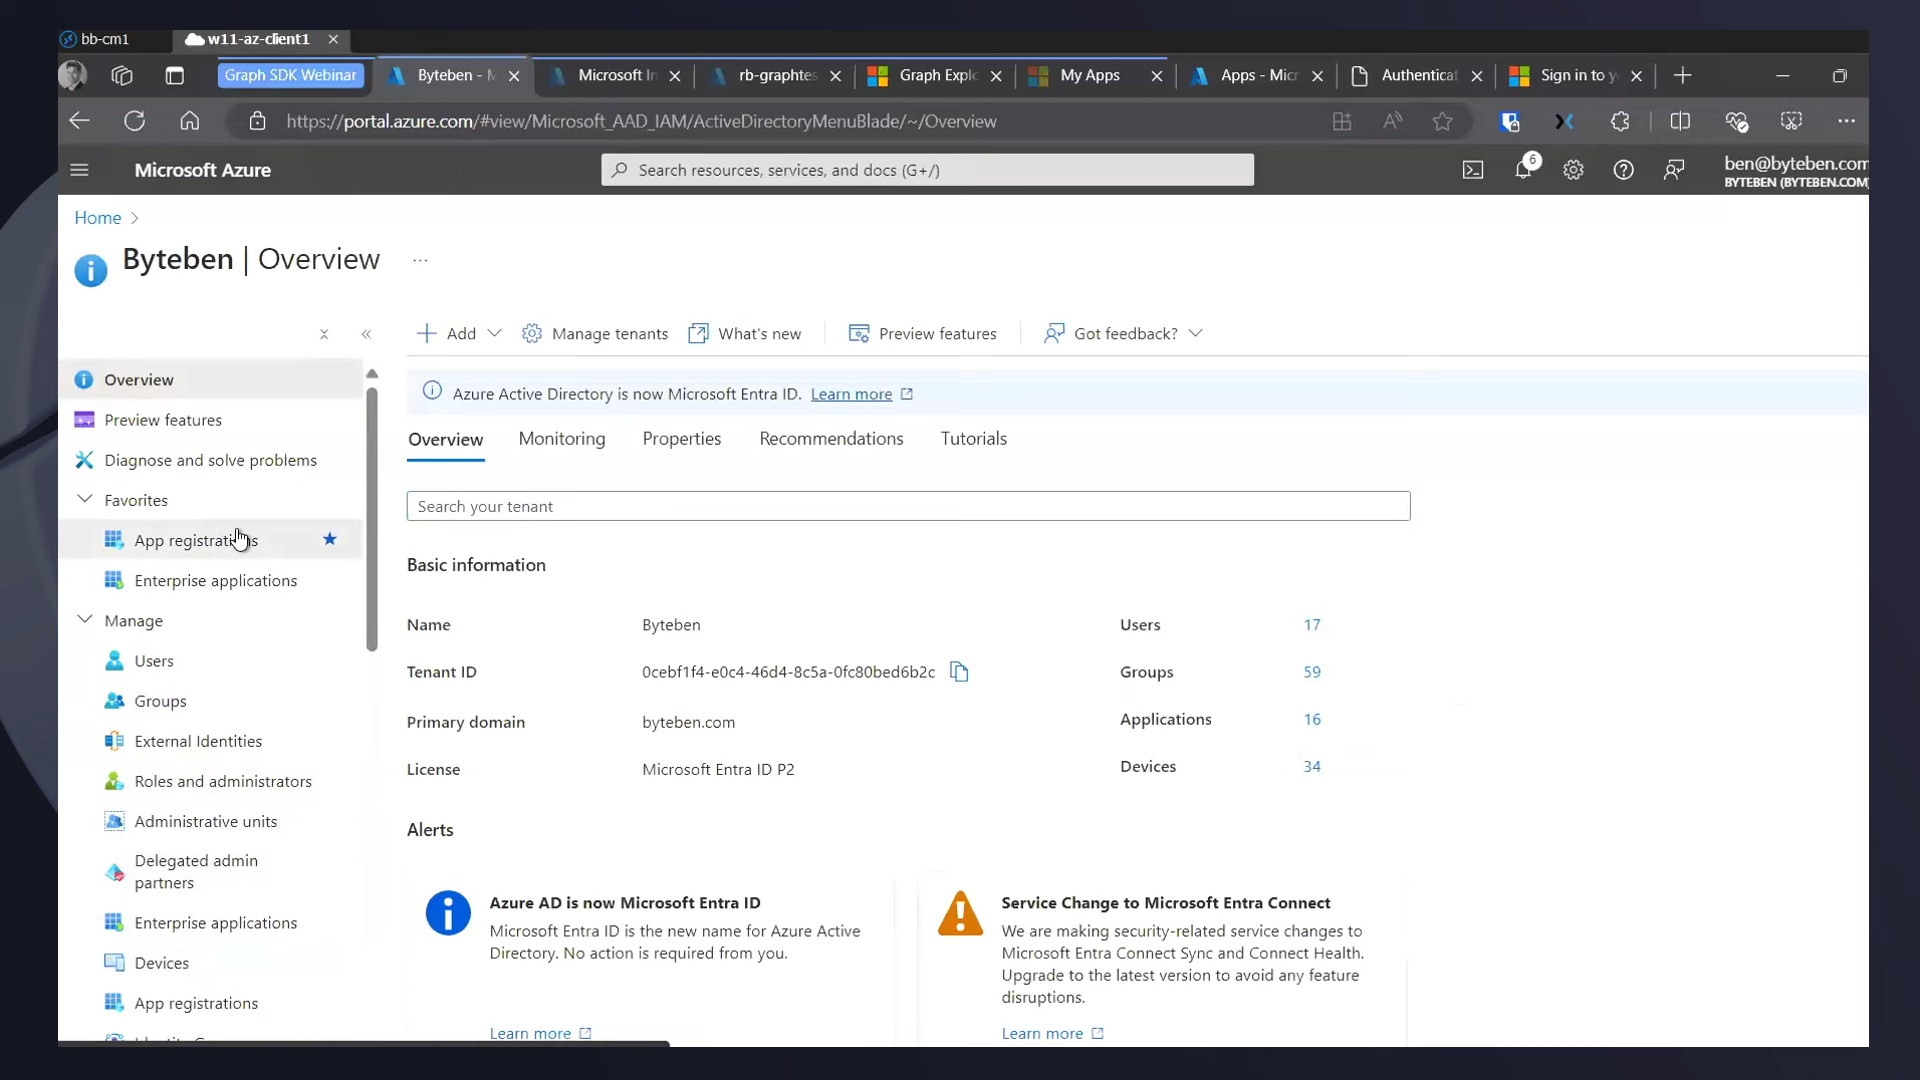 bb-cm1
w11-az-client1
Graph SDK Webinar
Byteben - M
Microsoft In
rb-graphtes
Graph Explo
My Apps
Apps - Micr
Authenticat
Sign in to y
https://portal.azure.com/#view/Microsoft_AAD_IAM/ActiveDirectoryMenuBlade/~/Overview
Microsoft Azure
Search resources, services, and docs (G+/)
6
ben@byteben.com
BYTEBEN (BYTEBEN.COM)
Home
Byteben | Overview
Add
Manage tenants
What's new
Preview features
Got feedback?
Overview
Preview features
Diagnose and solve problems
Favorites
App registrations
Enterprise applications
Manage
Users
Groups
External Identities
Roles and administrators
Administrative units
Delegated admin
partners
Enterprise applications
Devices
App registrations
Azure Active Directory is now Microsoft Entra ID. Learn more
Overview
Monitoring
Properties
Recommendations
Tutorials
Search your tenant
Basic information
Name
Byteben
Users
17
Tenant ID
0cebf1f4-e0c4-46d4-8c5a-0fc80bed6b2c
Groups
59
Primary domain
byteben.com
Applications
16
License
Microsoft Entra ID P2
Devices
34
Alerts
Azure AD is now Microsoft Entra ID
Microsoft Entra ID is the new name for Azure Active
Directory. No action is required from you.
Learn more
Service Change to Microsoft Entra Connect
We are making security-related service changes to
Microsoft Entra Connect Sync and Connect Health.
Upgrade to the latest version to avoid any feature
disruptions.
Learn more